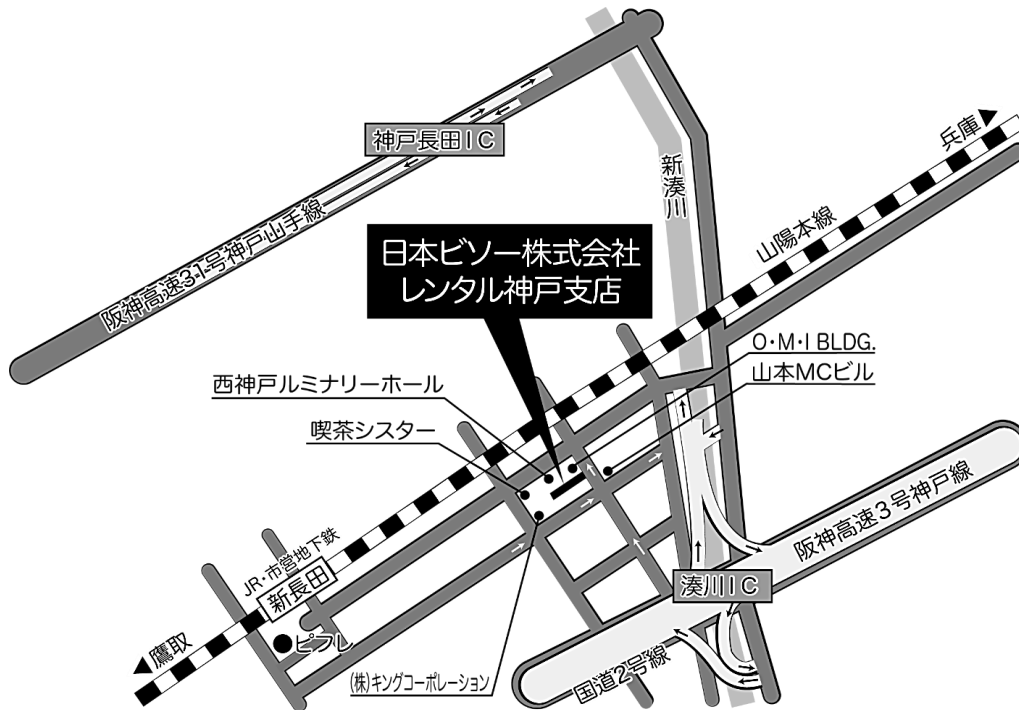 神戸長田IC
兵庫▶
新湊川
阪神高速31号神戸山手線
日本ビソー株式会社
レンタル神戸支店
山陽本線
O・M・I BLDG.
西神戸ルミナリーホール
山本MCビル
喫茶シスター
阪神高速3号神戸線
JR・市営地下鉄
新長田
湊川IC
◀鷹取
ピフレ
(株)キングコーポレーション
国道2号線